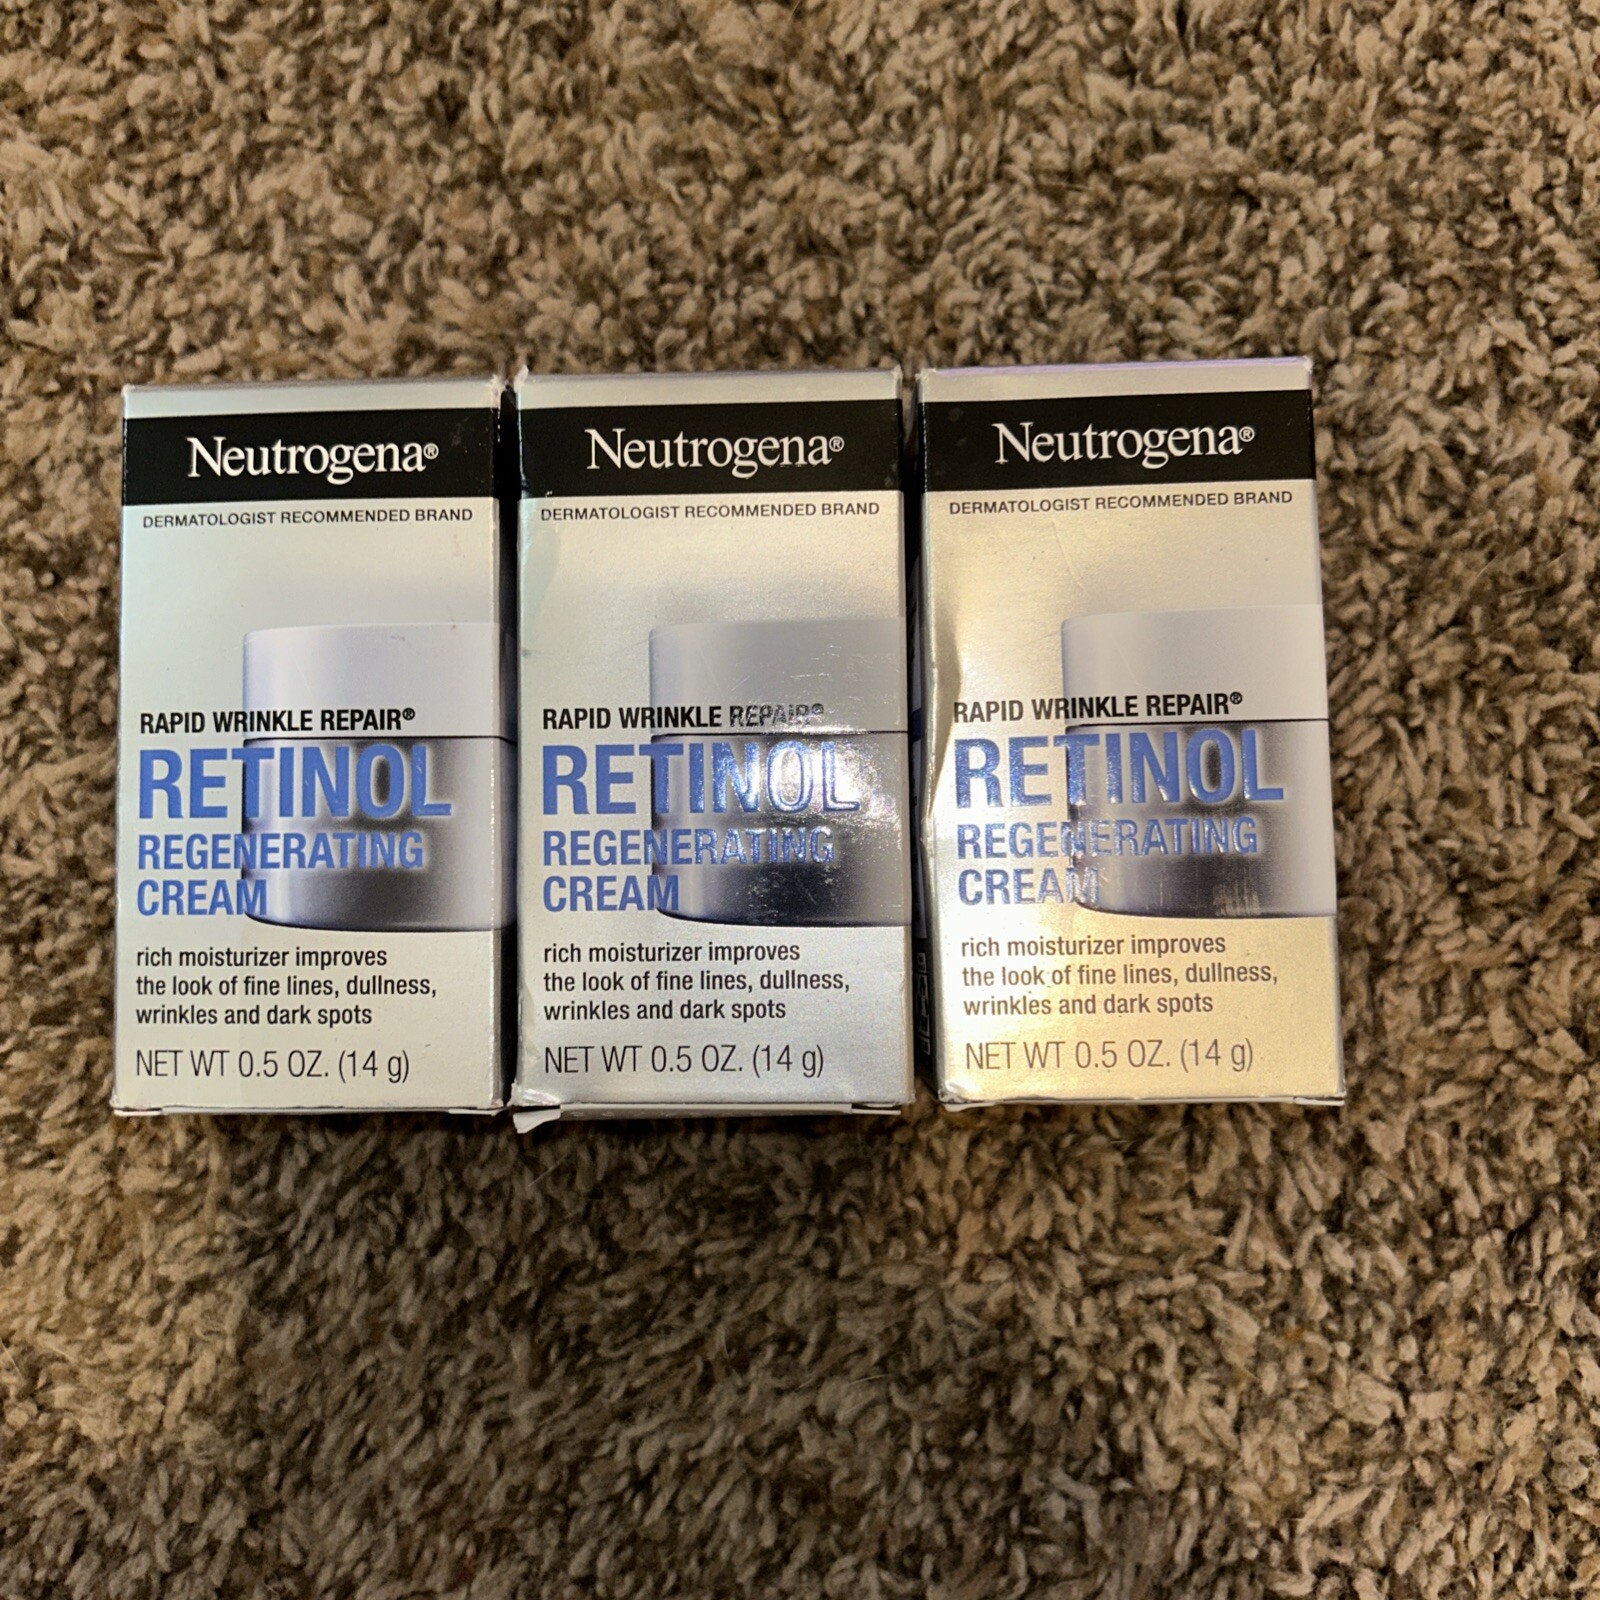 Neutrogena®
DERMATOLOGIST RECOMMENDED BRAND
RAPID WRINKLE REPAIR®
RETINOL
REGENERATING
CREAM
rich moisturizer improves
the look of fine lines, dullness,
wrinkles and dark spots
NET WT 0.5 OZ. (14 g)
Neutrogena®
DERMATOLOGIST RECOMMENDED BRAND
RAPID WRINKLE REPAIR®
RETINOL
REGENERATING
CREAM
rich moisturizer improves
the look of fine lines, dullness,
wrinkles and dark spots
NET WT 0.5 OZ. (14 g)
Neutrogena®
DERMATOLOGIST RECOMMENDED BRAND
RAPID WRINKLE REPAIR®
RETINOL
REGENERATING
CREAM
rich moisturizer improves
the look of fine lines, dullness,
wrinkles and dark spots
NET WT 0.5 OZ. (14 g)